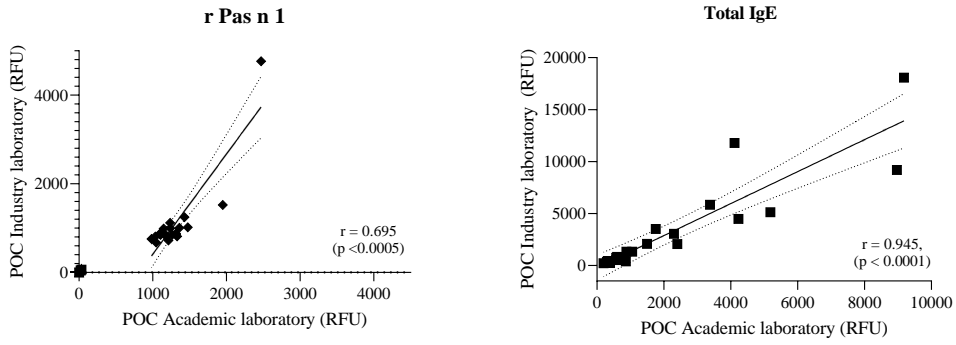 r Pas n 1
POC Industry laboratory (RFU)
4000
2000
0
0
1000
2000
3000
4000
r = 0.695
(p <0.0005)
POC Academic laboratory (RFU)
Total IgE
POC Industry laboratory (RFU)
20000
15000
10000
5000
0
0
2000
4000
6000
8000
10000
r = 0.945,
(p < 0.0001)
POC Academic laboratory (RFU)